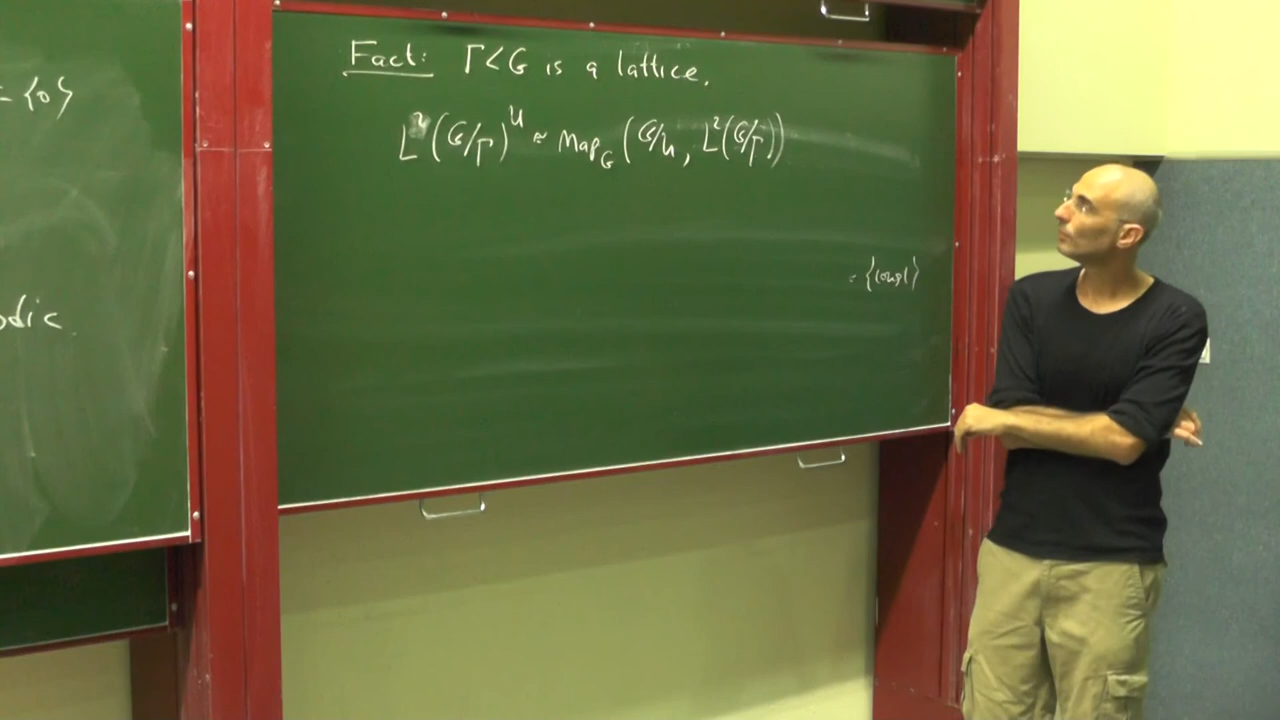 = {0}
odic.
Fact: Γ<G is a lattice.
L²(G/Γ)^U ≈ Map_G(G/U, L²(G/Γ))
= {const}